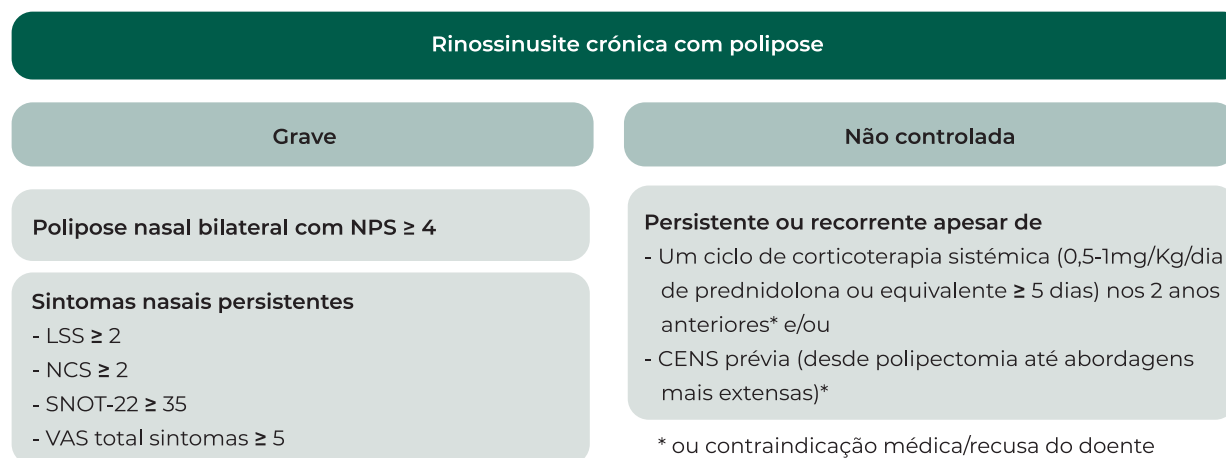 Rinossinusite crónica com polipose
Grave
Polipose nasal bilateral com NPS ≥ 4
Sintomas nasais persistentes
- LSS ≥ 2
- NCS ≥ 2
- SNOT-22 ≥ 35
- VAS total sintomas ≥ 5
Não controlada
Persistente ou recorrente apesar de
- Um ciclo de corticoterapia sistémica (0,5-1mg/Kg/dia
de prednidolona ou equivalente ≥ 5 dias) nos 2 anos
anteriores* e/ou
- CENS prévia (desde polipectomia até abordagens
mais extensas)*
* ou contraindicação médica/recusa do doente